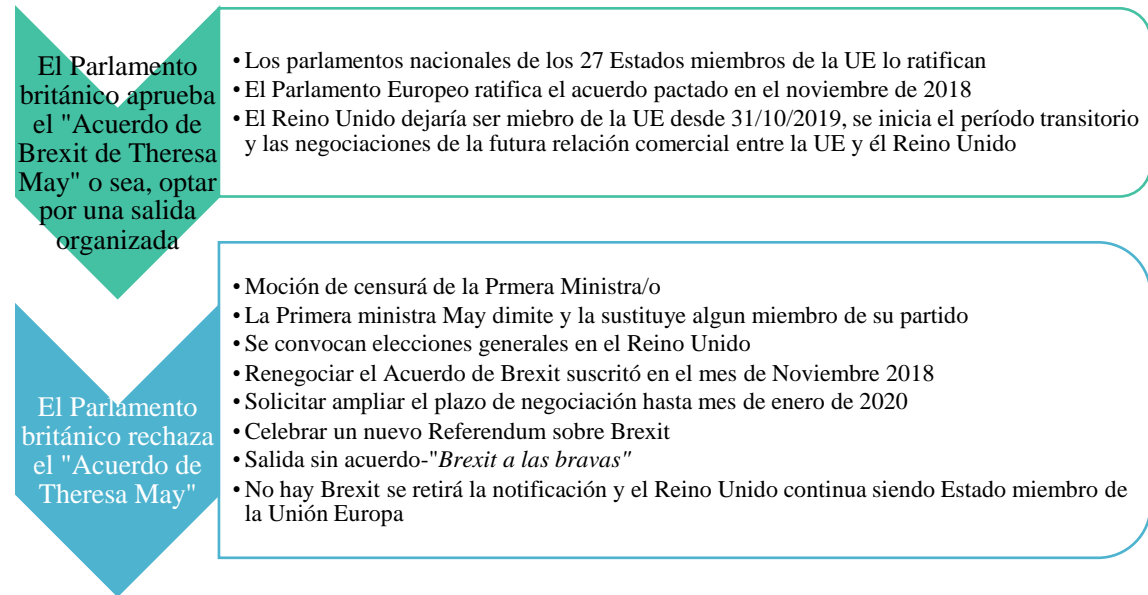 El Parlamento
británico aprueba
el "Acuerdo de
Brexit de Theresa
May" o sea, optar
por una salida
organizada
• Los parlamentos nacionales de los 27 Estados miembros de la UE lo ratifican
• El Parlamento Europeo ratifica el acuerdo pactado en el noviembre de 2018
• El Reino Unido dejaría ser miebro de la UE desde 31/10/2019, se inicia el período transitorio
y las negociaciones de la futura relación comercial entre la UE y él Reino Unido
El Parlamento
británico rechaza
el "Acuerdo de
Theresa May"
• Moción de censurá de la Prmera Ministra/o
• La Primera ministra May dimite y la sustituye algun miembro de su partido
• Se convocan elecciones generales en el Reino Unido
• Renegociar el Acuerdo de Brexit suscritó en el mes de Noviembre 2018
• Solicitar ampliar el plazo de negociación hasta mes de enero de 2020
• Celebrar un nuevo Referendum sobre Brexit
• Salida sin acuerdo-"Brexit a las bravas"
• No hay Brexit se retirá la notificación y el Reino Unido continua siendo Estado miembro de
la Unión Europa